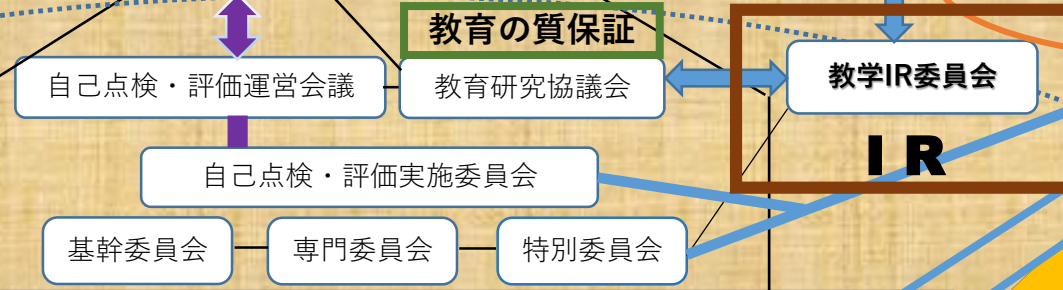 教育の質保証
自己点検・評価運営会議
教育研究協議会
教学IR委員会
IR
自己点検・評価実施委員会
基幹委員会
専門委員会
特別委員会